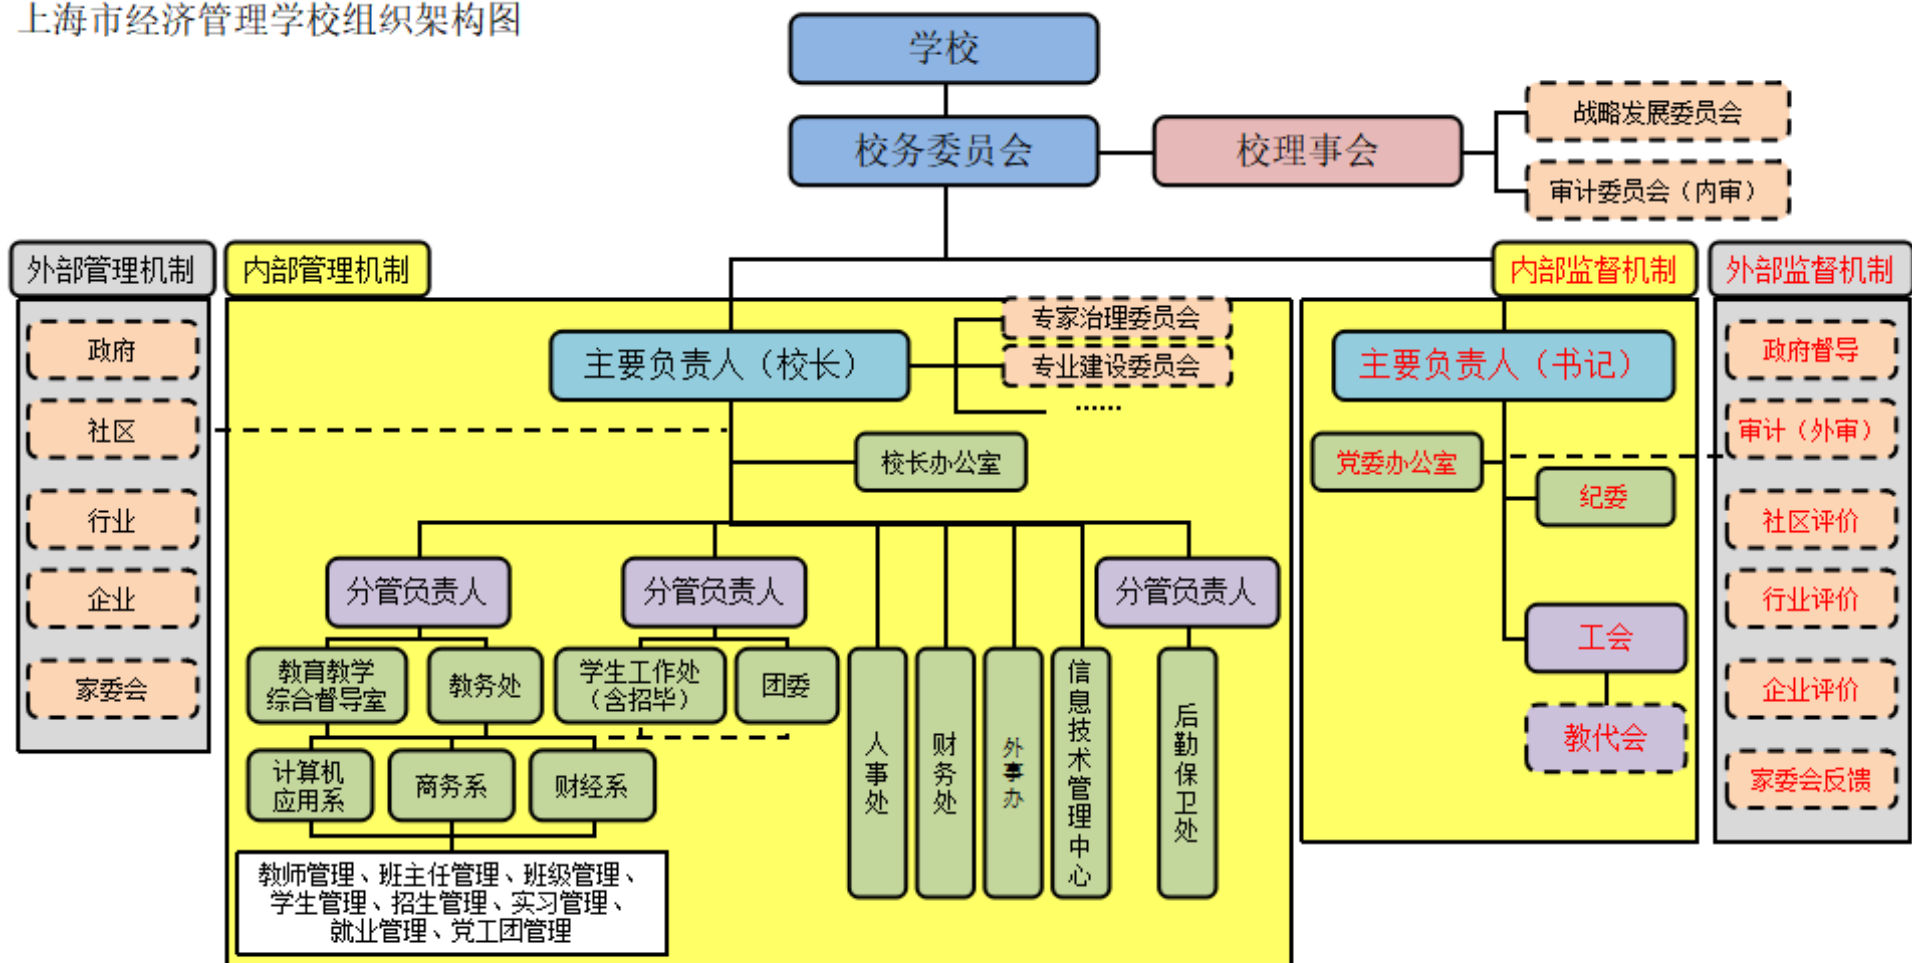 上海市经济管理学校组织架构图
学校
校务委员会
校理事会
战略发展委员会
审计委员会（内审）
外部管理机制
内部管理机制
内部监督机制
外部监督机制
政府
社区
行业
企业
家委会
主要负责人（校长）
专家治理委员会
专业建设委员会
……
校长办公室
分管负责人
分管负责人
分管负责人
教育教学
综合督导室
教务处
学生工作处
（含招毕）
团委
人事处
财务处
外事办
信息技术管理中心
后勤保卫处
计算机
应用系
商务系
财经系
教师管理、班主任管理、班级管理、
学生管理、招生管理、实习管理、
就业管理、党工团管理
主要负责人（书记）
党委办公室
纪委
工会
教代会
政府督导
审计（外审）
社区评价
行业评价
企业评价
家委会反馈